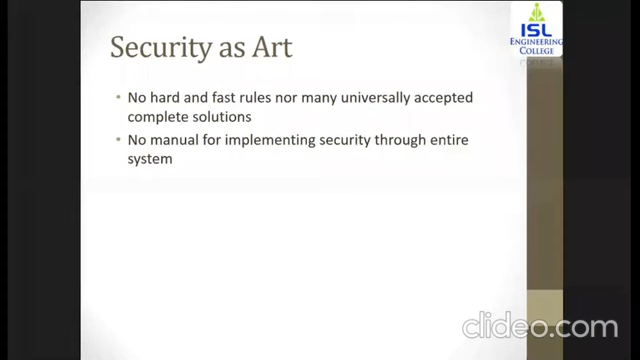 ISL
ENGINEERING
COLLEGE
Security as Art
• No hard and fast rules nor many universally accepted
complete solutions
• No manual for implementing security through entire
system
clideo.com